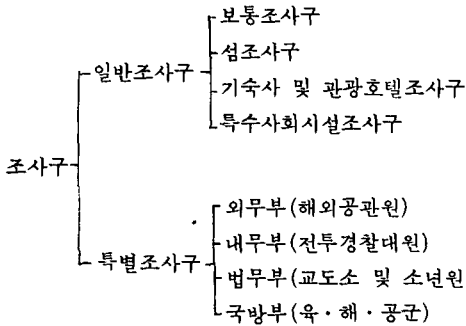 보통조사구
섬조사구
일반조사구
기숙사 및 관광호텔조사구
특수사회시설조사구
조사구
외무부(해외공관원)
내무부(전투경찰대원)
특별조사구
법무부(교도소 및 소년원
국방부(육·해·공군)